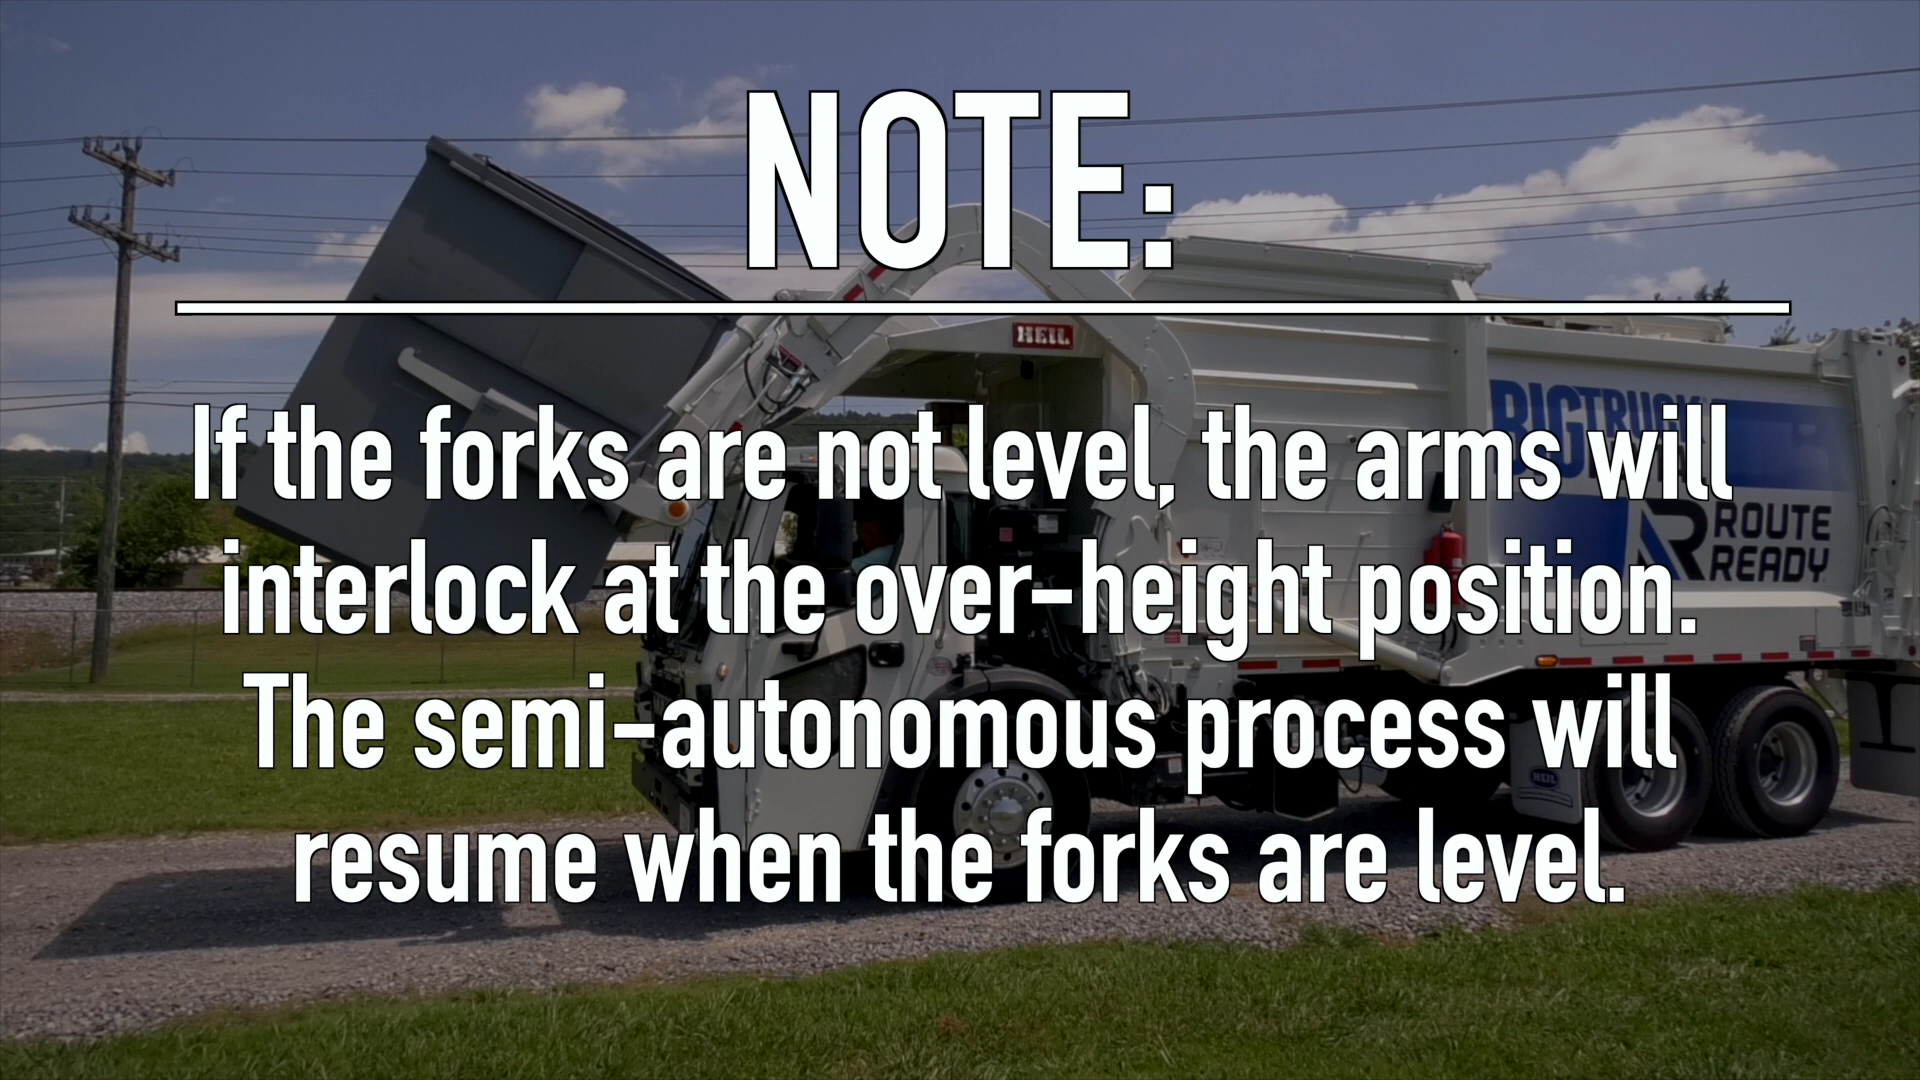 NOTE:
HEIL
If the forks are not level, the arms will
interlock at the over-height position.
The semi-autonomous process will
resume when the forks are level.
BIGTRUCK
ROUTE
READY
HEIL